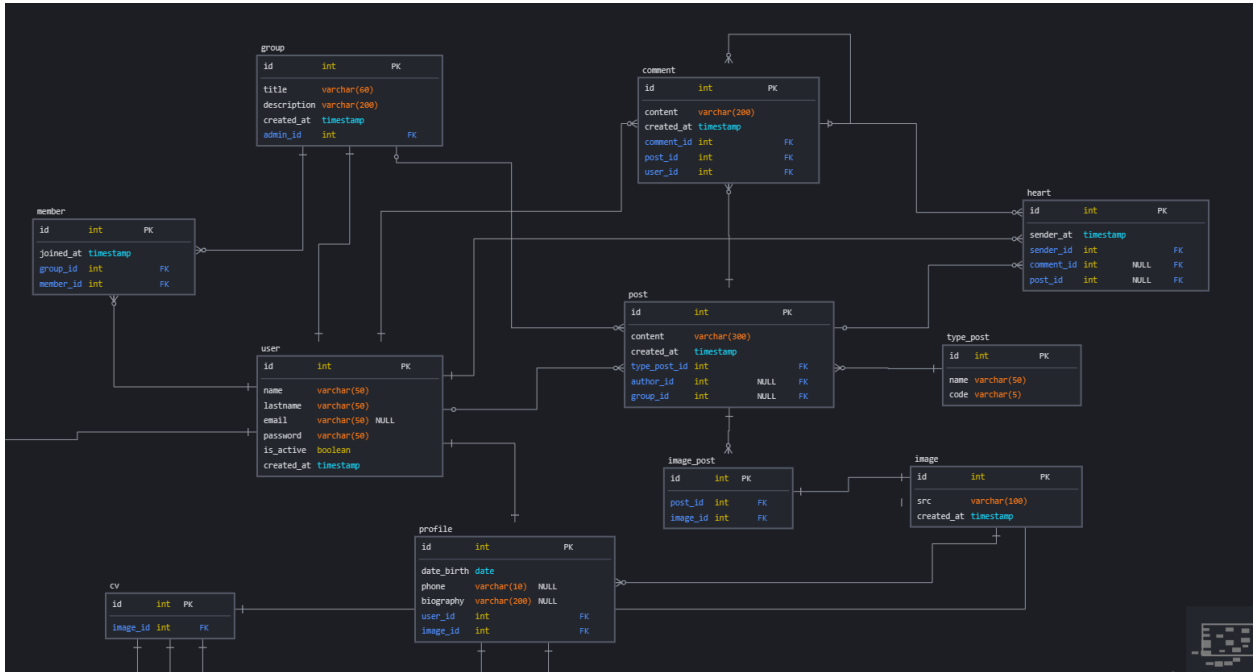 group
id int PK
title varchar(60)
description varchar(200)
created_at timestamp
admin_id int FK
comment
id int PK
content varchar(200)
created_at timestamp
comment_id int FK
post_id int FK
user_id int FK
heart
id int PK
sender_at timestamp
sender_id int FK
comment_id int NULL FK
post_id int NULL FK
member
id int PK
joined_at timestamp
group_id int FK
member_id int FK
post
id int PK
content varchar(300)
created_at timestamp
type_post_id int FK
author_id int NULL FK
group_id int NULL FK
type_post
id int PK
name varchar(50)
code varchar(5)
user
id int PK
name varchar(50)
lastname varchar(50)
email varchar(50) NULL
password varchar(50)
is_active boolean
created_at timestamp
image_post
id int PK
post_id int FK
image_id int FK
image
id int PK
src varchar(100)
created_at timestamp
profile
id int PK
date_birth date
phone varchar(10) NULL
biography varchar(200) NULL
user_id int FK
image_id int FK
cv
id int PK
image_id int FK